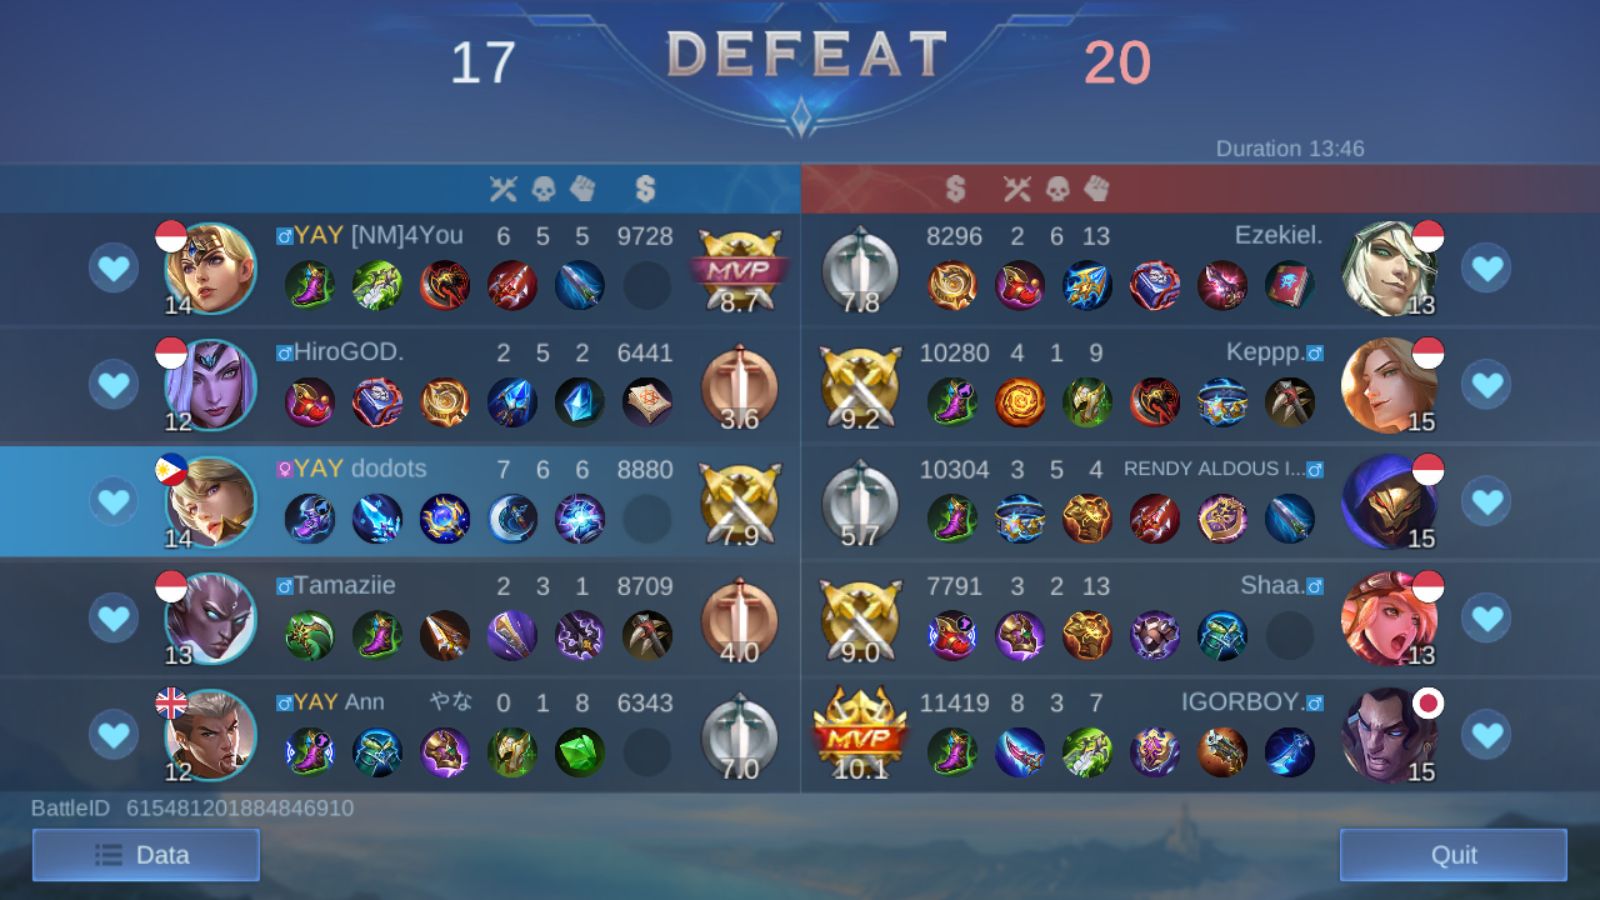 17 DEFEAT 20
Duration 13:46
YAY [NM]4You 6 5 5 9728
14 MVP 8.7
8296 2 6 13 Ezekiel.
7.8 13
HiroGOD. 2 5 2 6441
12 3.6
10280 4 1 9 Keppp.
9.2 15
YAY dodots 7 6 6 8880
14 7.9
10304 3 5 4 RENDY ALDOUS I...
5.7 15
Tamaziie 2 3 1 8709
13 4.0
7791 3 2 13 Shaa.
9.0 13
YAY Ann やな 0 1 8 6343
12 7.0
11419 8 3 7 IGORBOY.
MVP 10.1 15
BattleID 615481201884846910
Data
Quit